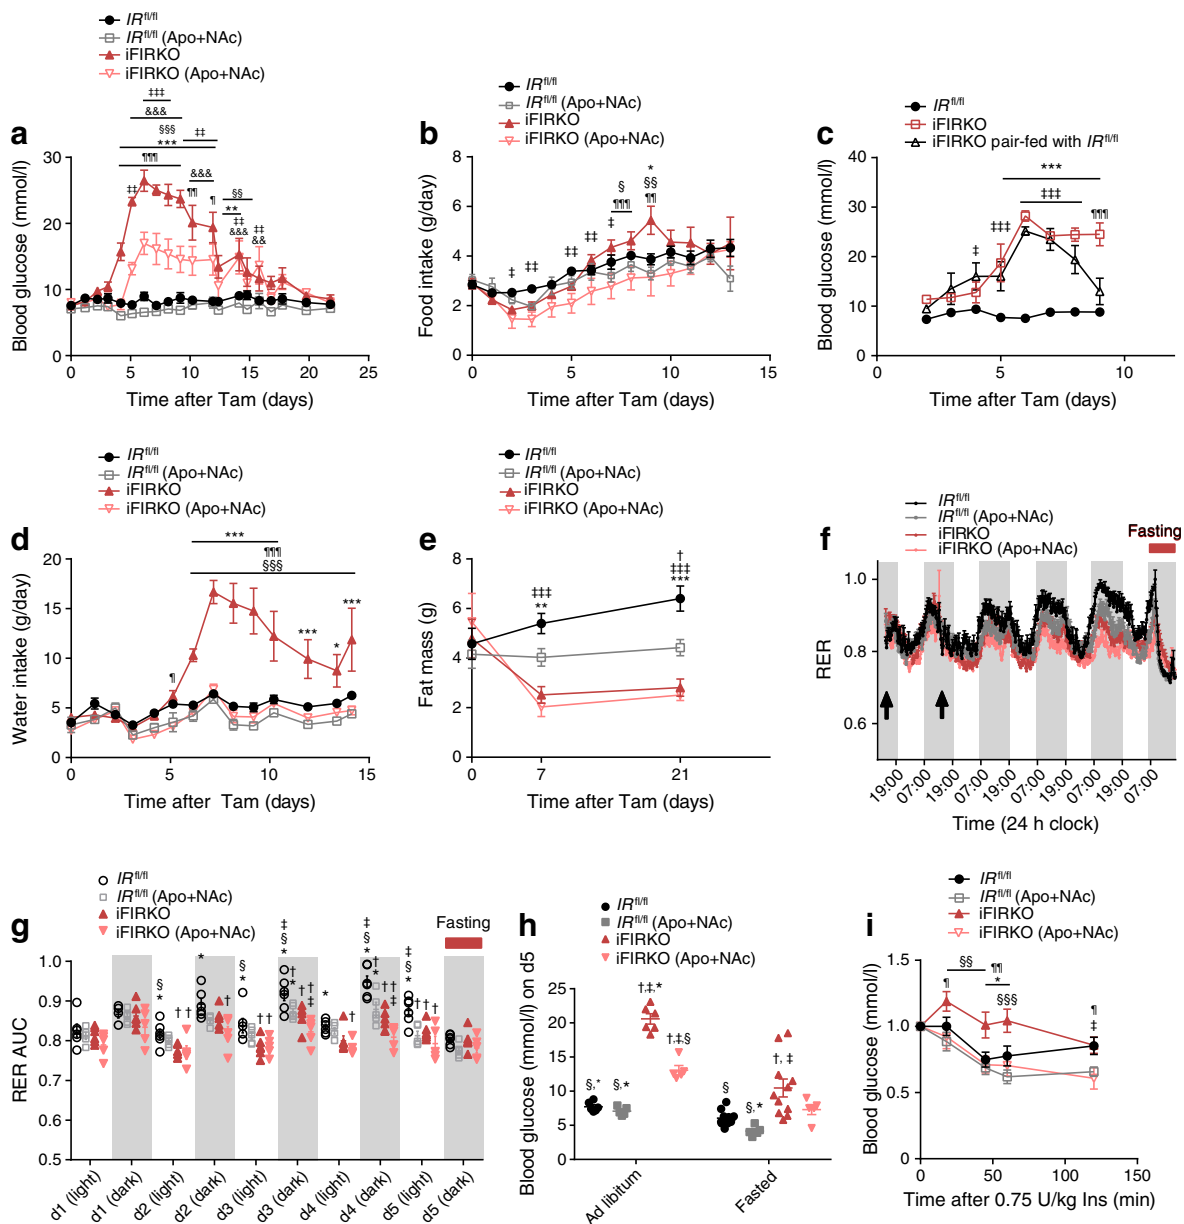 IRfl/fl
IRfl/fl (Apo+NAc)
iFIRKO
iFIRKO (Apo+NAc)
a
‡‡‡
&&&
§§§
‡‡
***
¶¶¶
&&&
‡‡
¶¶
¶
§§
**
‡‡
&&&
‡‡
&&
Blood glucose (mmol/l)
30
20
10
0
0 5 10 15 20 25
Time after Tam (days)
IRfl/fl
IRfl/fl (Apo+NAc)
iFIRKO
iFIRKO (Apo+NAc)
b
*
§
§§
¶¶¶
¶¶
‡
‡‡
‡‡
‡‡
‡
Food intake (g/day)
8
6
4
2
0
0 5 10 15
Time after Tam (days)
IRfl/fl
iFIRKO
iFIRKO pair-fed with IRfl/fl
c
***
‡‡‡
¶¶¶
‡‡‡
‡
Blood glucose (mmol/l)
40
30
20
10
0
0 5 10
Time after Tam (days)
IRfl/fl
IRfl/fl (Apo+NAc)
iFIRKO
iFIRKO (Apo+NAc)
d
***
¶¶¶
§§§
¶
***
*
***
Water intake (g/day)
20
15
10
5
0
0 5 10 15
Time after Tam (days)
IRfl/fl
IRfl/fl (Apo+NAc)
iFIRKO
iFIRKO (Apo+NAc)
e
‡‡‡
**
†
‡‡‡
***
Fat mass (g)
8
6
4
2
0
0 7 21
Time after Tam (days)
IRfl/fl
IRfl/fl (Apo+NAc)
iFIRKO
iFIRKO (Apo+NAc)
f
Fasting
RER
1.0
0.8
0.6
19:00 07:00 19:00 07:00 19:00 07:00 19:00 07:00 19:00 07:00
Time (24 h clock)
IRfl/fl
IRfl/fl (Apo+NAc)
iFIRKO
iFIRKO (Apo+NAc)
g
Fasting
RER AUC
1.0
0.9
0.8
0.7
0.6
0.5
d1 (light) d1 (dark) d2 (light) d2 (dark) d3 (light) d3 (dark) d4 (light) d4 (dark) d5 (light) d5 (dark)
IRfl/fl
IRfl/fl (Apo+NAc)
iFIRKO
iFIRKO (Apo+NAc)
h
†,‡,*
†,‡,§
§,*
§,*
§
§,*
†, ‡
Blood glucose (mmol/l) on d5
25
20
15
10
5
0
Ad libitum Fasted
IRfl/fl
IRfl/fl (Apo+NAc)
iFIRKO
iFIRKO (Apo+NAc)
i
§§
¶¶
*
§§§
¶
¶
‡
Blood glucose (mmol/l)
1.5
1.0
0.5
0.0
0 50 100 150
Time after 0.75 U/kg Ins (min)